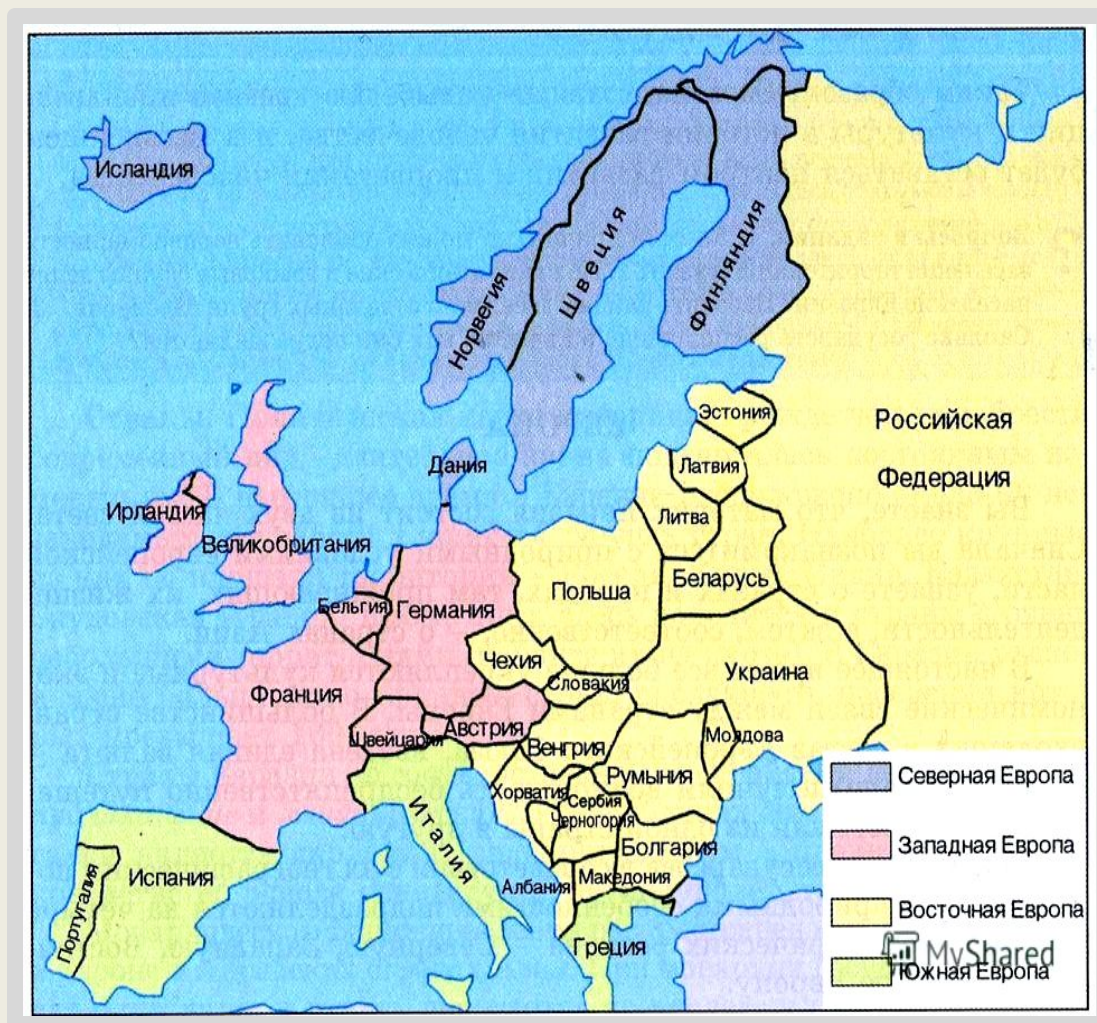 Исландия
Норвегия
Швеция
Финляндия
Эстония
Российская
Федерация
Латвия
Дания
Литва
Ирландия
Великобритания
Беларусь
Польша
Бельгия
Германия
Чехия
Украина
Словакия
Франция
Австрия
Швейцария
Молдова
Венгрия
Румыния
Хорватия
Сербия
Черногория
Италия
Болгария
Испания
Португалия
Албания
Македония
Греция
Северная Европа
Западная Европа
Восточная Европа
Южная Европа
MyShared